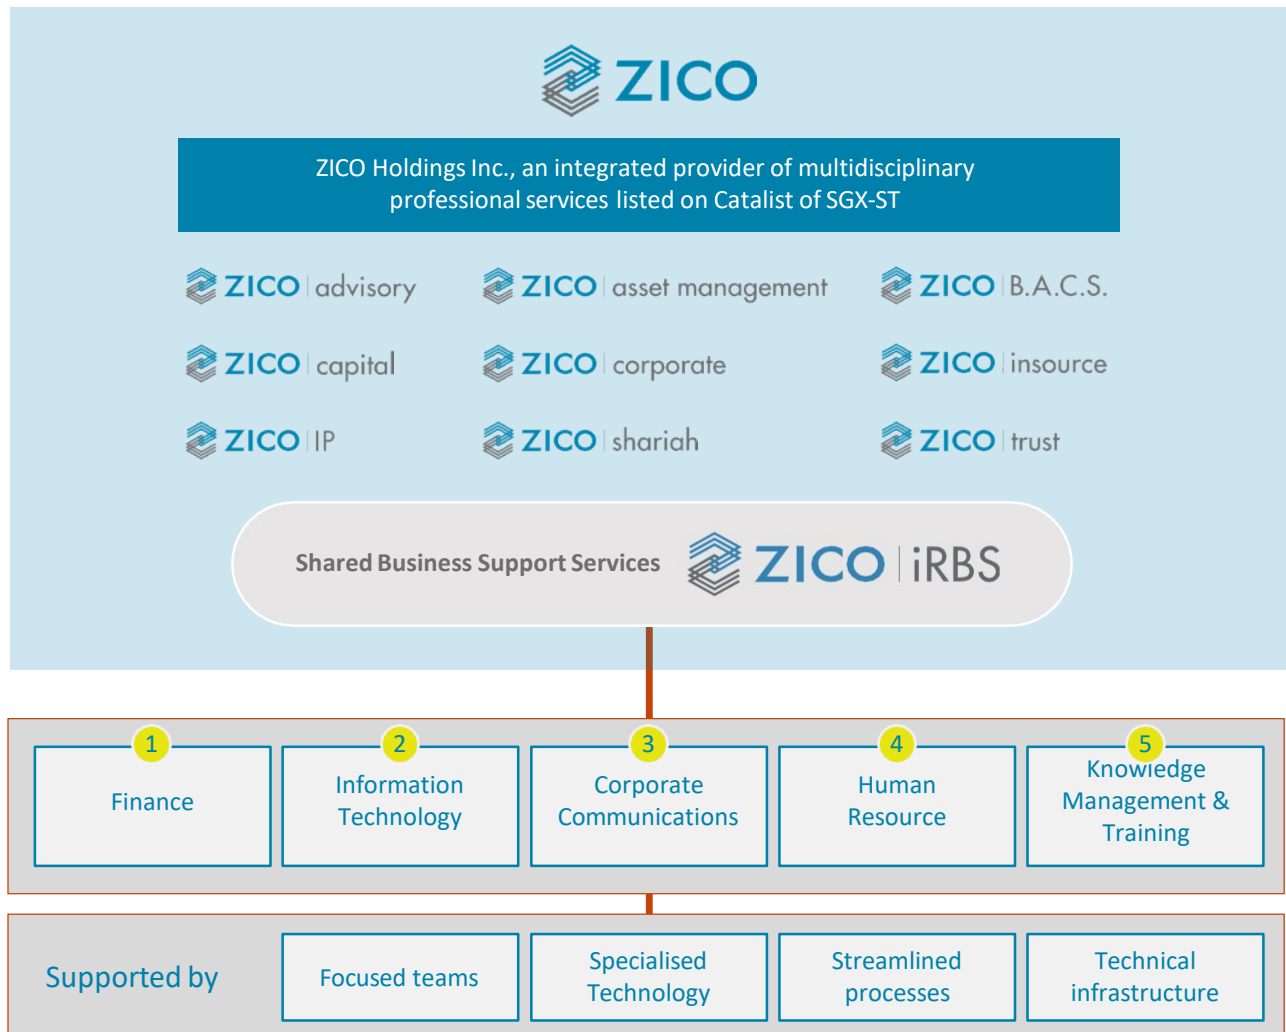 ZICO
ZICO Holdings Inc., an integrated provider of multidisciplinary
professional services listed on Catalist of SGX-ST
ZICO advisory
ZICO asset management
ZICO B.A.C.S.
ZICO capital
ZICO corporate
ZICO insource
ZICO IP
ZICO shariah
ZICO trust
Shared Business Support Services
ZICO iRBS
1
Finance
2
Information
Technology
3
Corporate
Communications
4
Human
Resource
5
Knowledge
Management &
Training
Supported by
Focused teams
Specialised
Technology
Streamlined
processes
Technical
infrastructure